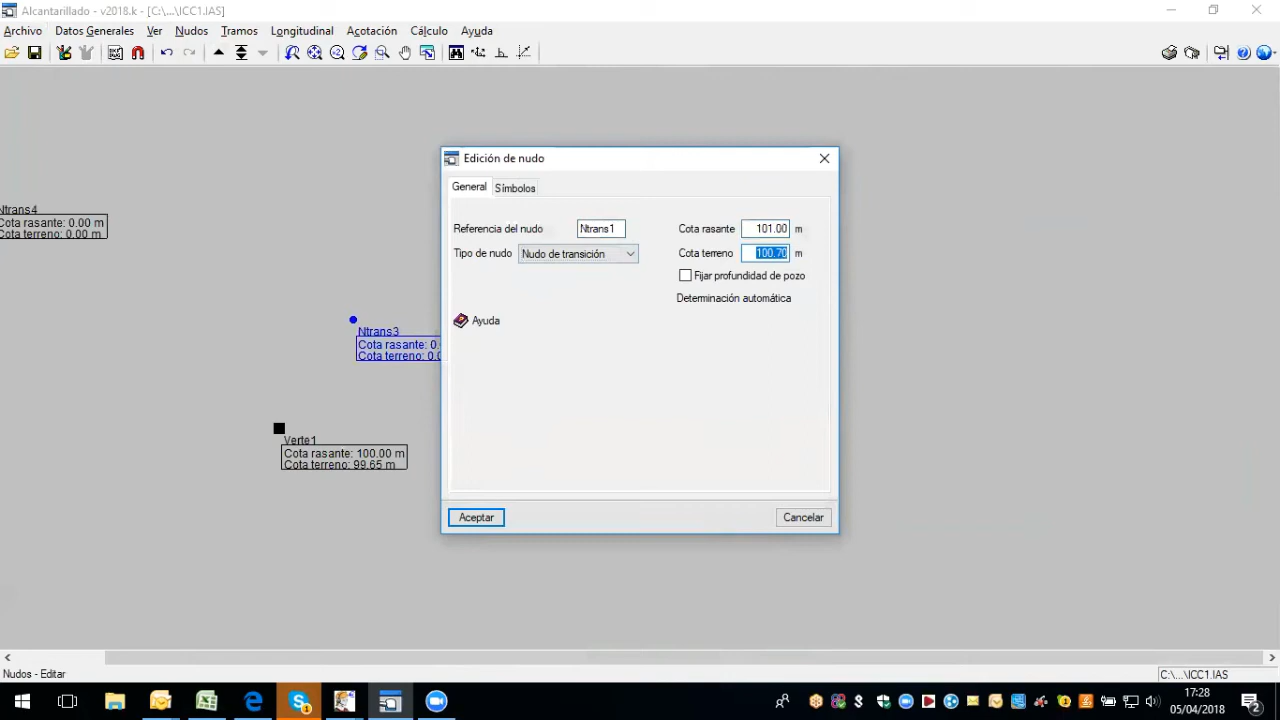 Alcantarillado - v2018.k - [C:\...\ICC1.IAS]
Archivo Datos Generales Ver Nudos Tramos Longitudinal Acotación Cálculo Ayuda
Edición de nudo
General Símbolos
Referencia del nudo Ntrans1 Cota rasante 101.00 m
Tipo de nudo Nudo de transición Cota terreno 100.70 m
Fijar profundidad de pozo
Determinación automática
Ayuda
Aceptar Cancelar
Ntrans4
Cota rasante: 0.00 m
Cota terreno: 0.00 m
Ntrans3
Cota rasante: 0.
Cota terreno: 0.0
Verte1
Cota rasante: 100.00 m
Cota terreno: 99.65 m
Nudos - Editar
C:\...\ICC1.IAS
17:28
05/04/2018